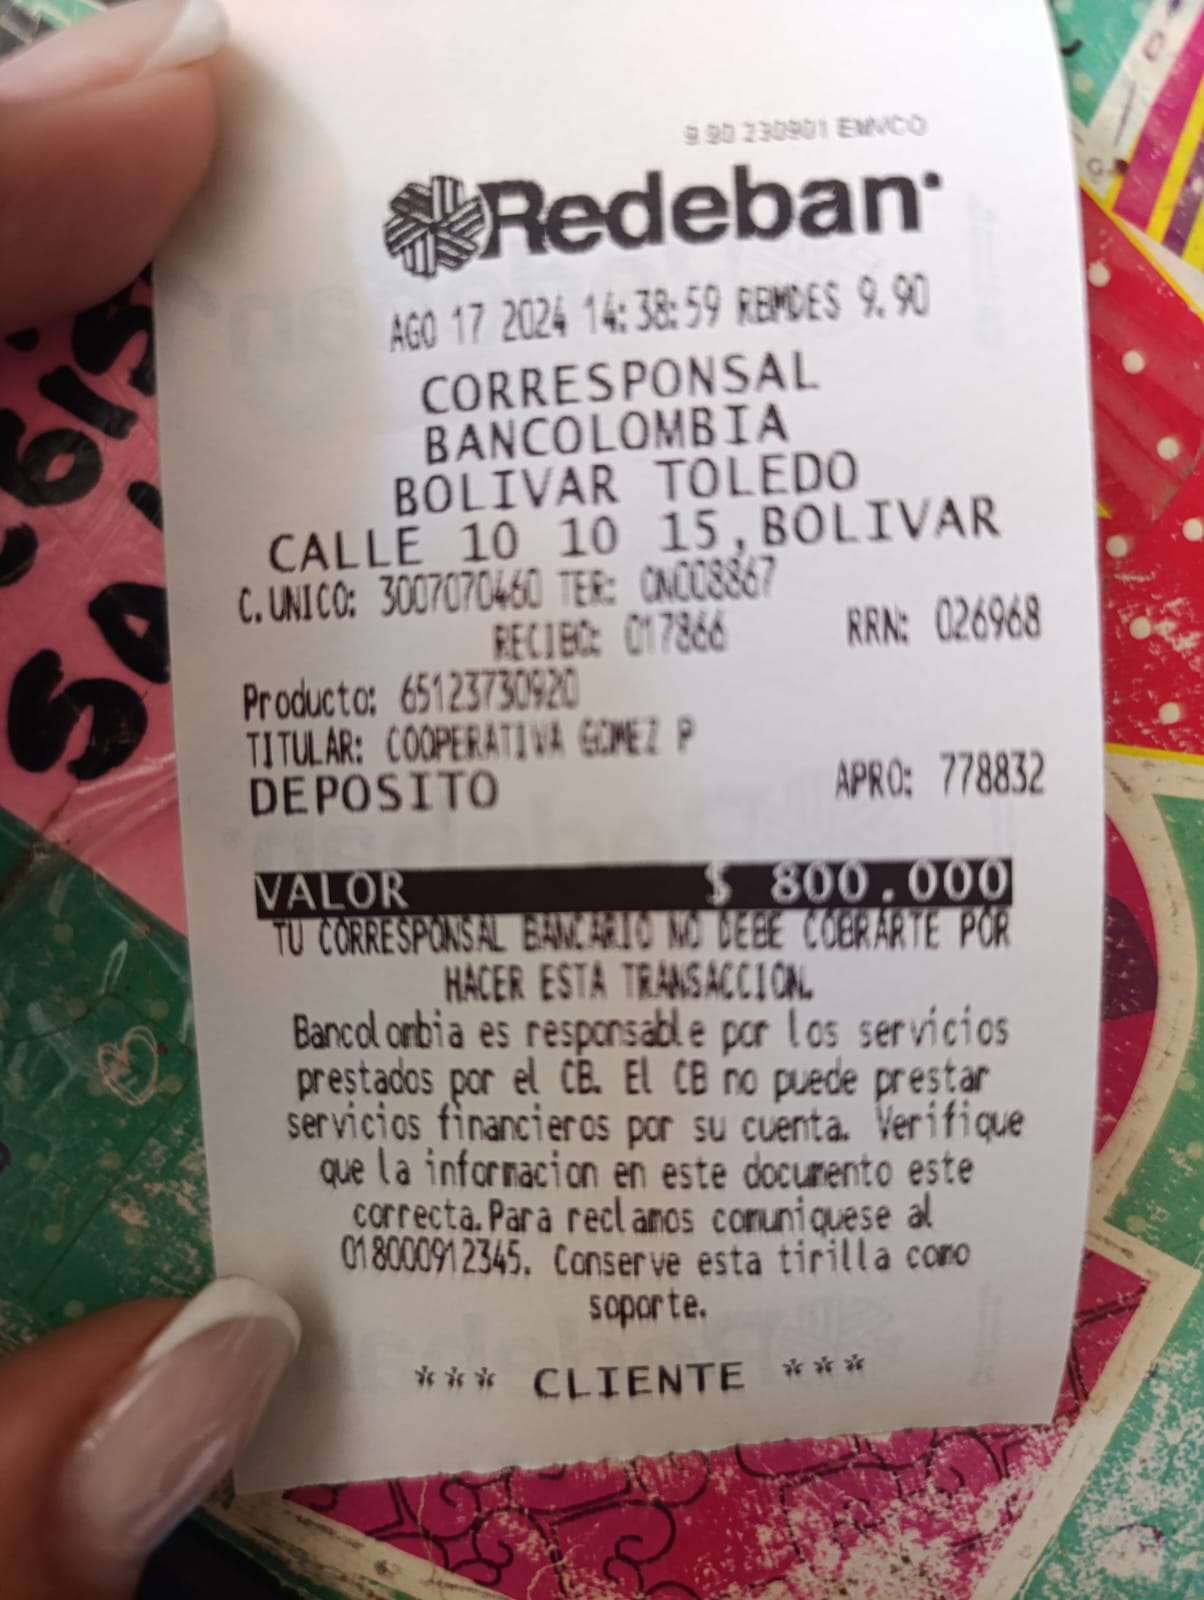 9.90 230901 EMVCO
Redeban
AGO 17 2024 14:38:59 RBMDES 9.90
CORRESPONSAL
BANCOLOMBIA
BOLIVAR TOLEDO
CALLE 10 10 15,BOLIVAR
C.UNICO: 3007070460 TER: 0N008867
RECIBO: 017866 RRN: 026968
Producto: 65123730920
TITULAR: COOPERATIVA GOMEZ P
DEPOSITO APRO: 778832
VALOR $ 800.000
TU CORRESPONSAL BANCARIO NO DEBE COBRARTE POR
HACER ESTA TRANSACCION.
Bancolombia es responsable por los servicios
prestados por el CB. El CB no puede prestar
servicios financieros por su cuenta. Verifique
que la informacion en este documento este
correcta.Para reclamos comuniquese al
018000912345. Conserve esta tirilla como
soporte.
*** CLIENTE ***